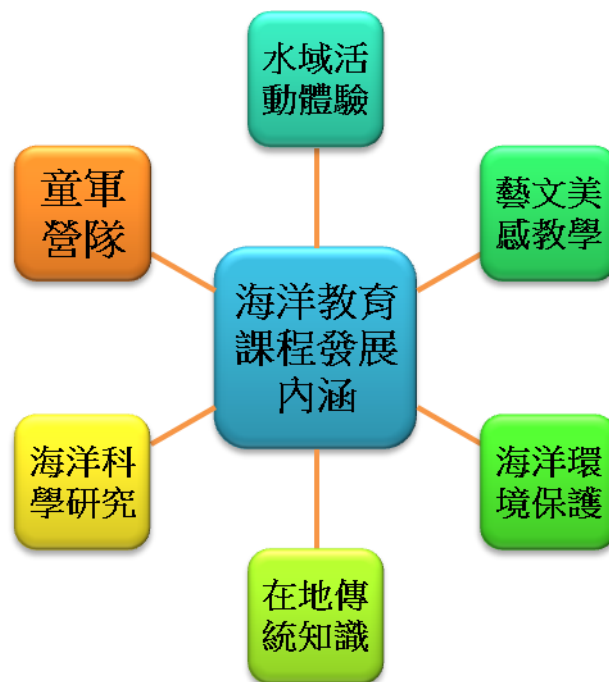 水域活
動體驗
童軍
營隊
藝文美
感教學
海洋教育
課程發展
內涵
海洋科
學研究
海洋環
境保護
在地傳
統知識